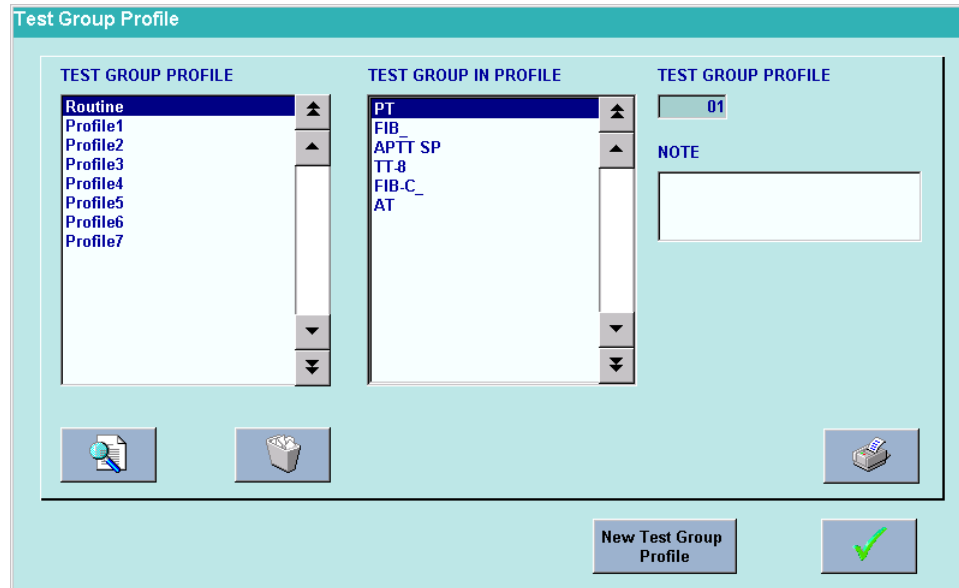 Test Group Profile
TEST GROUP PROFILE
Routine
Profile1
Profile2
Profile3
Profile4
Profile5
Profile6
Profile7
TEST GROUP IN PROFILE
PT
FIB_
APTT SP
TT-8
FIB-C_
AT
TEST GROUP PROFILE
01
NOTE
New Test Group
Profile